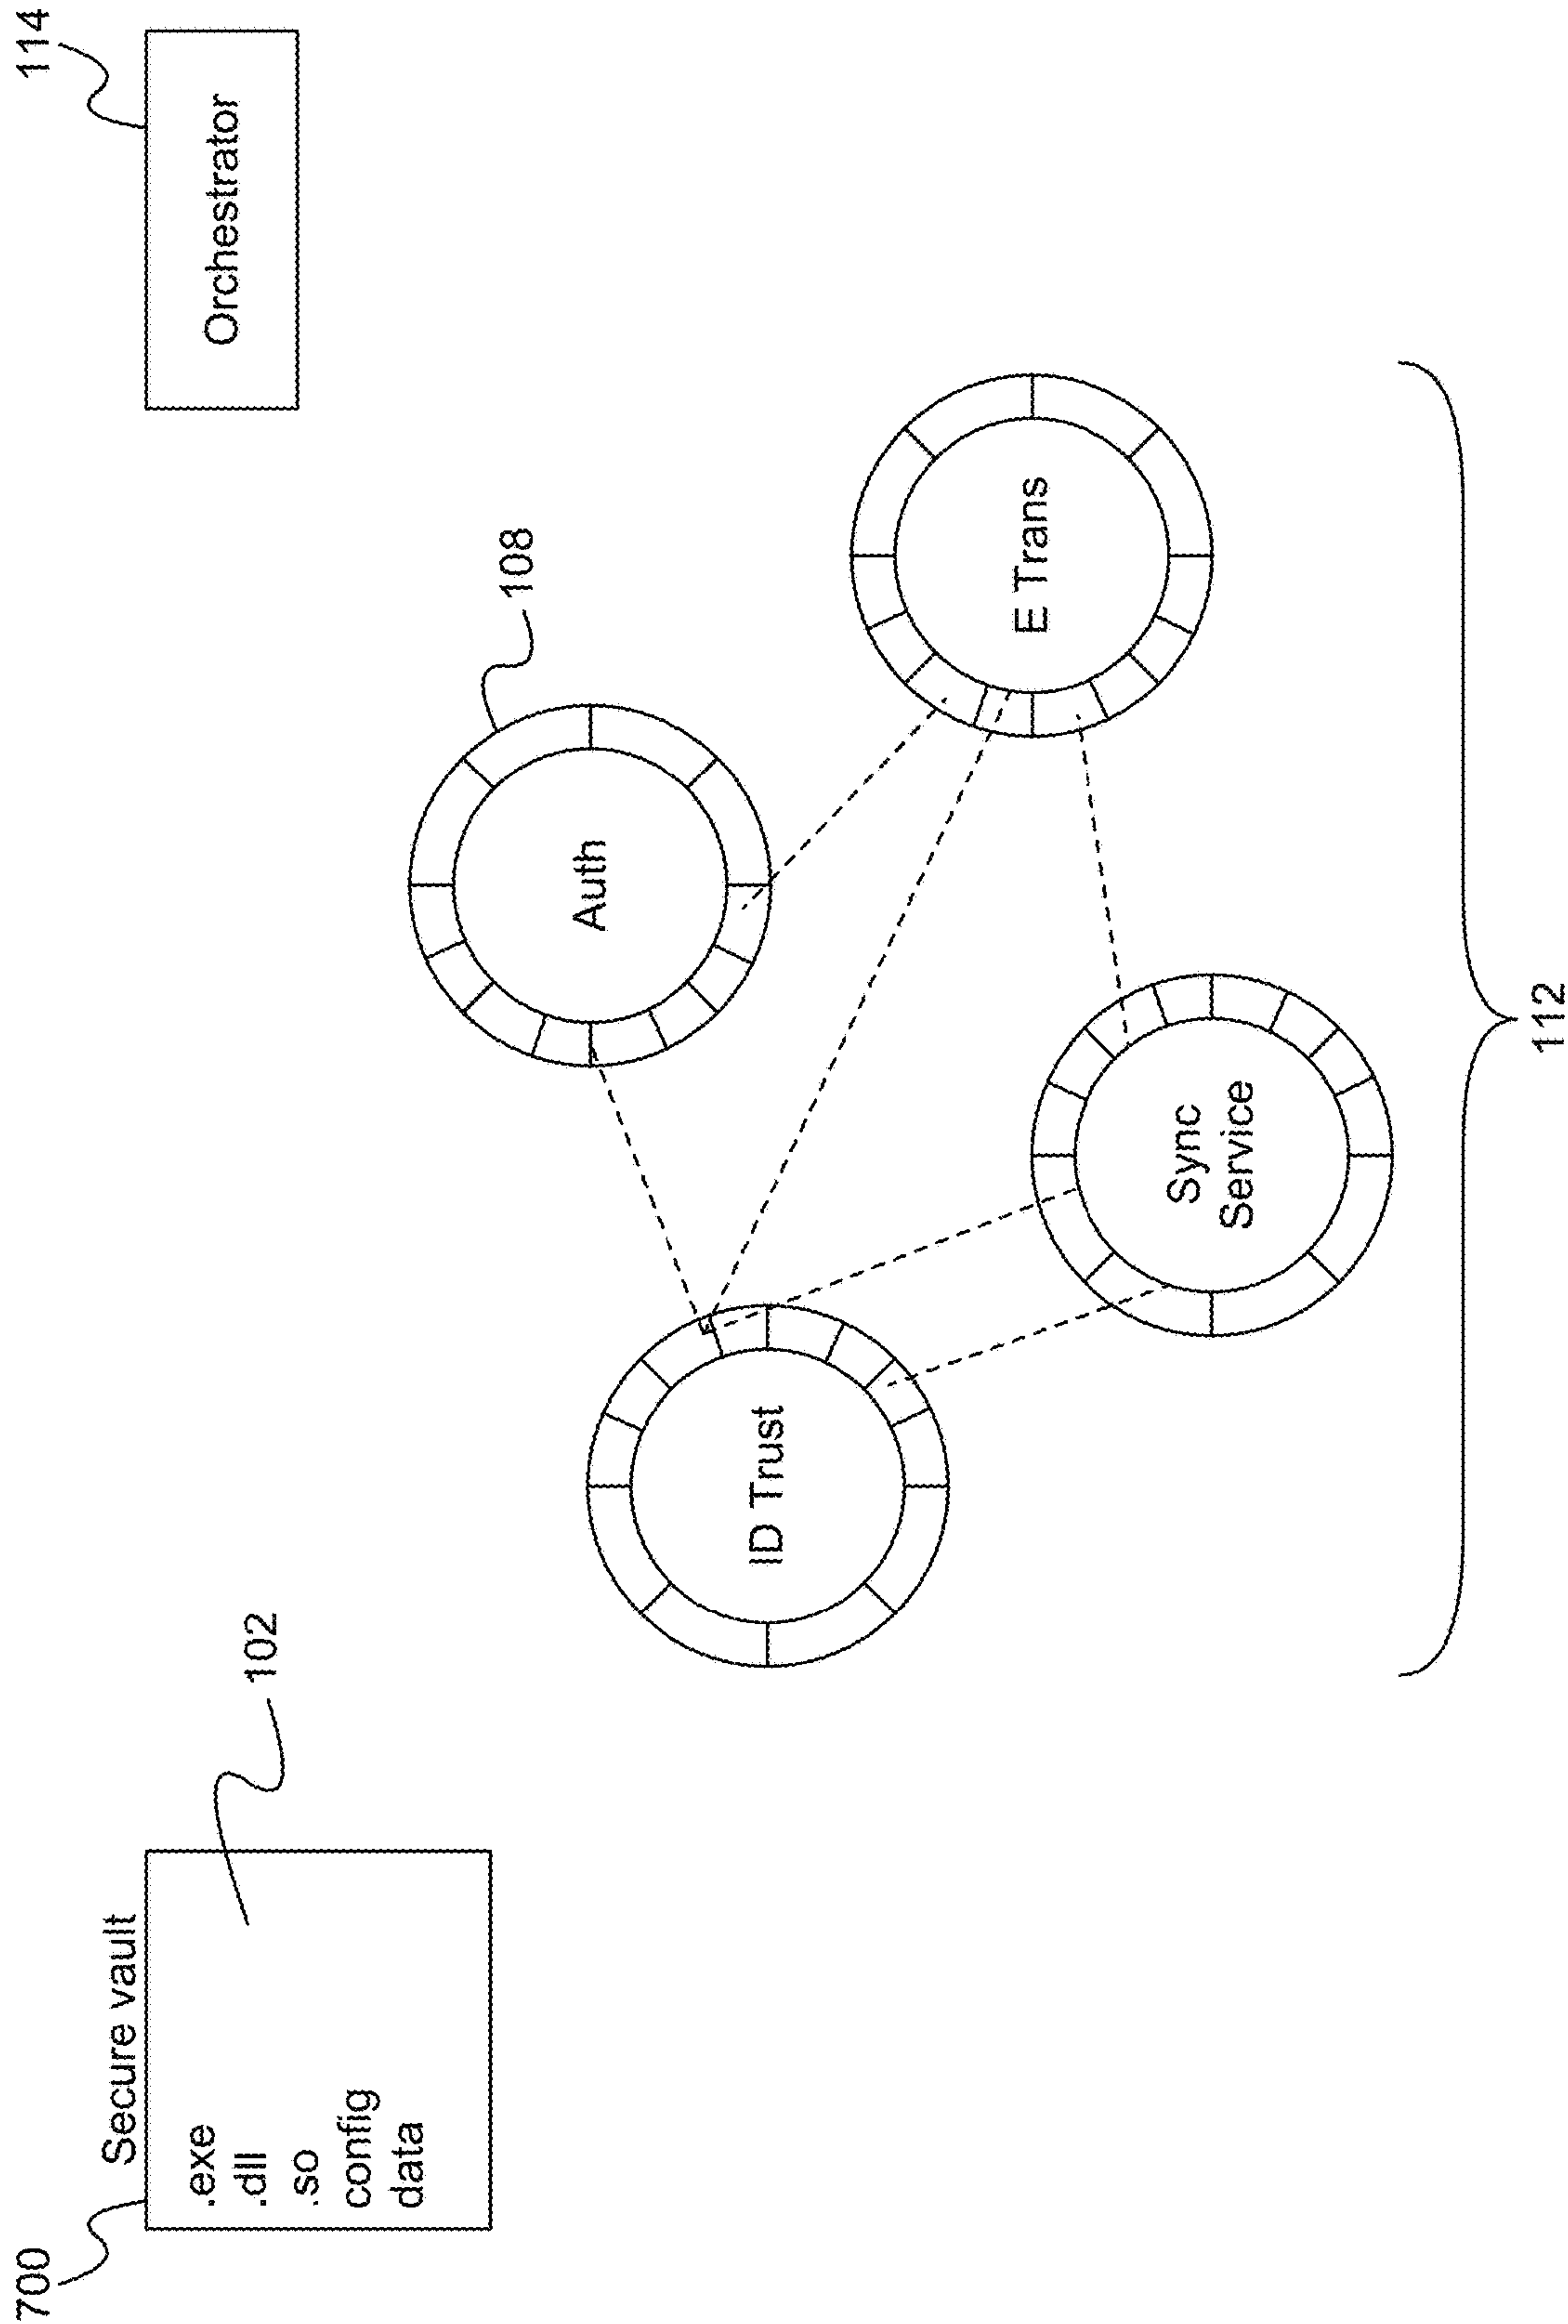 700
Secure vault
.exe
.dll
.so
config
data
102
114
Orchestrator
108
Auth
ID Trust
E Trans
Sync
Service
112